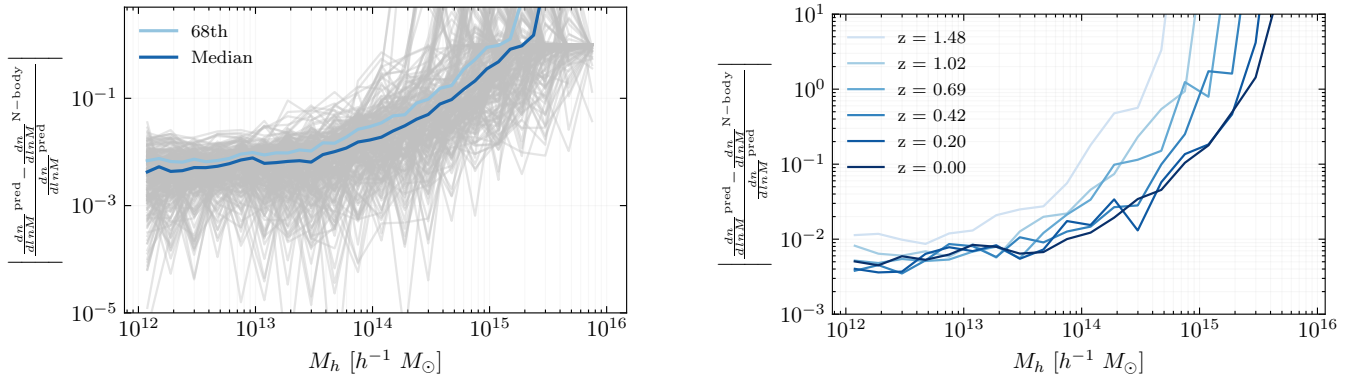 | dn/dlnM ^pred − dn/dlnM ^N−body / dn/dlnM ^pred |
10^−1
10^−3
10^−5
68th
Median
10^12 10^13 10^14 10^15 10^16
M_h [h^−1 M_⊙]
| dn/dlnM ^pred − dn/dlnM ^N−body / dn/dlnM ^pred |
10^1
10^0
10^−1
10^−2
10^−3
z = 1.48
z = 1.02
z = 0.69
z = 0.42
z = 0.20
z = 0.00
10^12 10^13 10^14 10^15 10^16
M_h [h^−1 M_⊙]